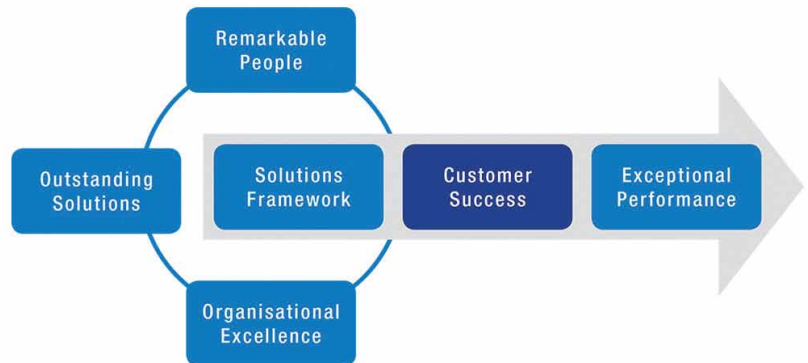 Remarkable
People
Outstanding
Solutions
Solutions
Framework
Customer
Success
Exceptional
Performance
Organisational
Excellence